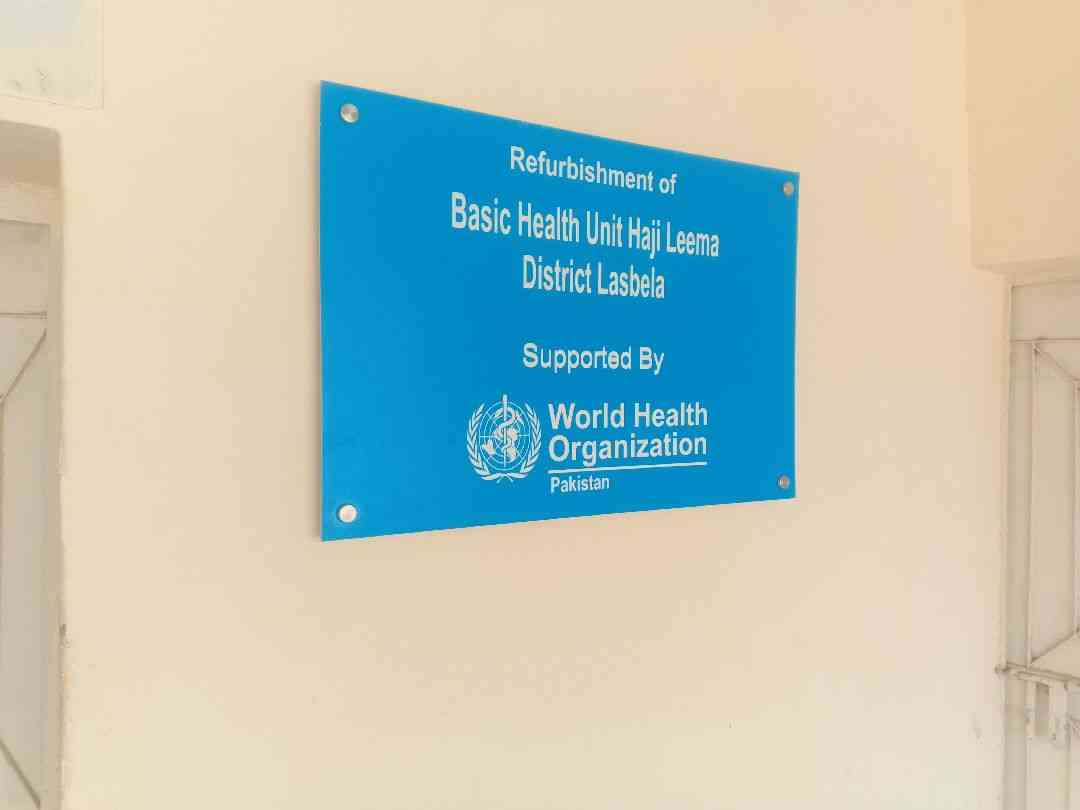 Refurbishment of
Basic Health Unit Haji Leema
District Lasbela
Supported By
World Health
Organization
Pakistan